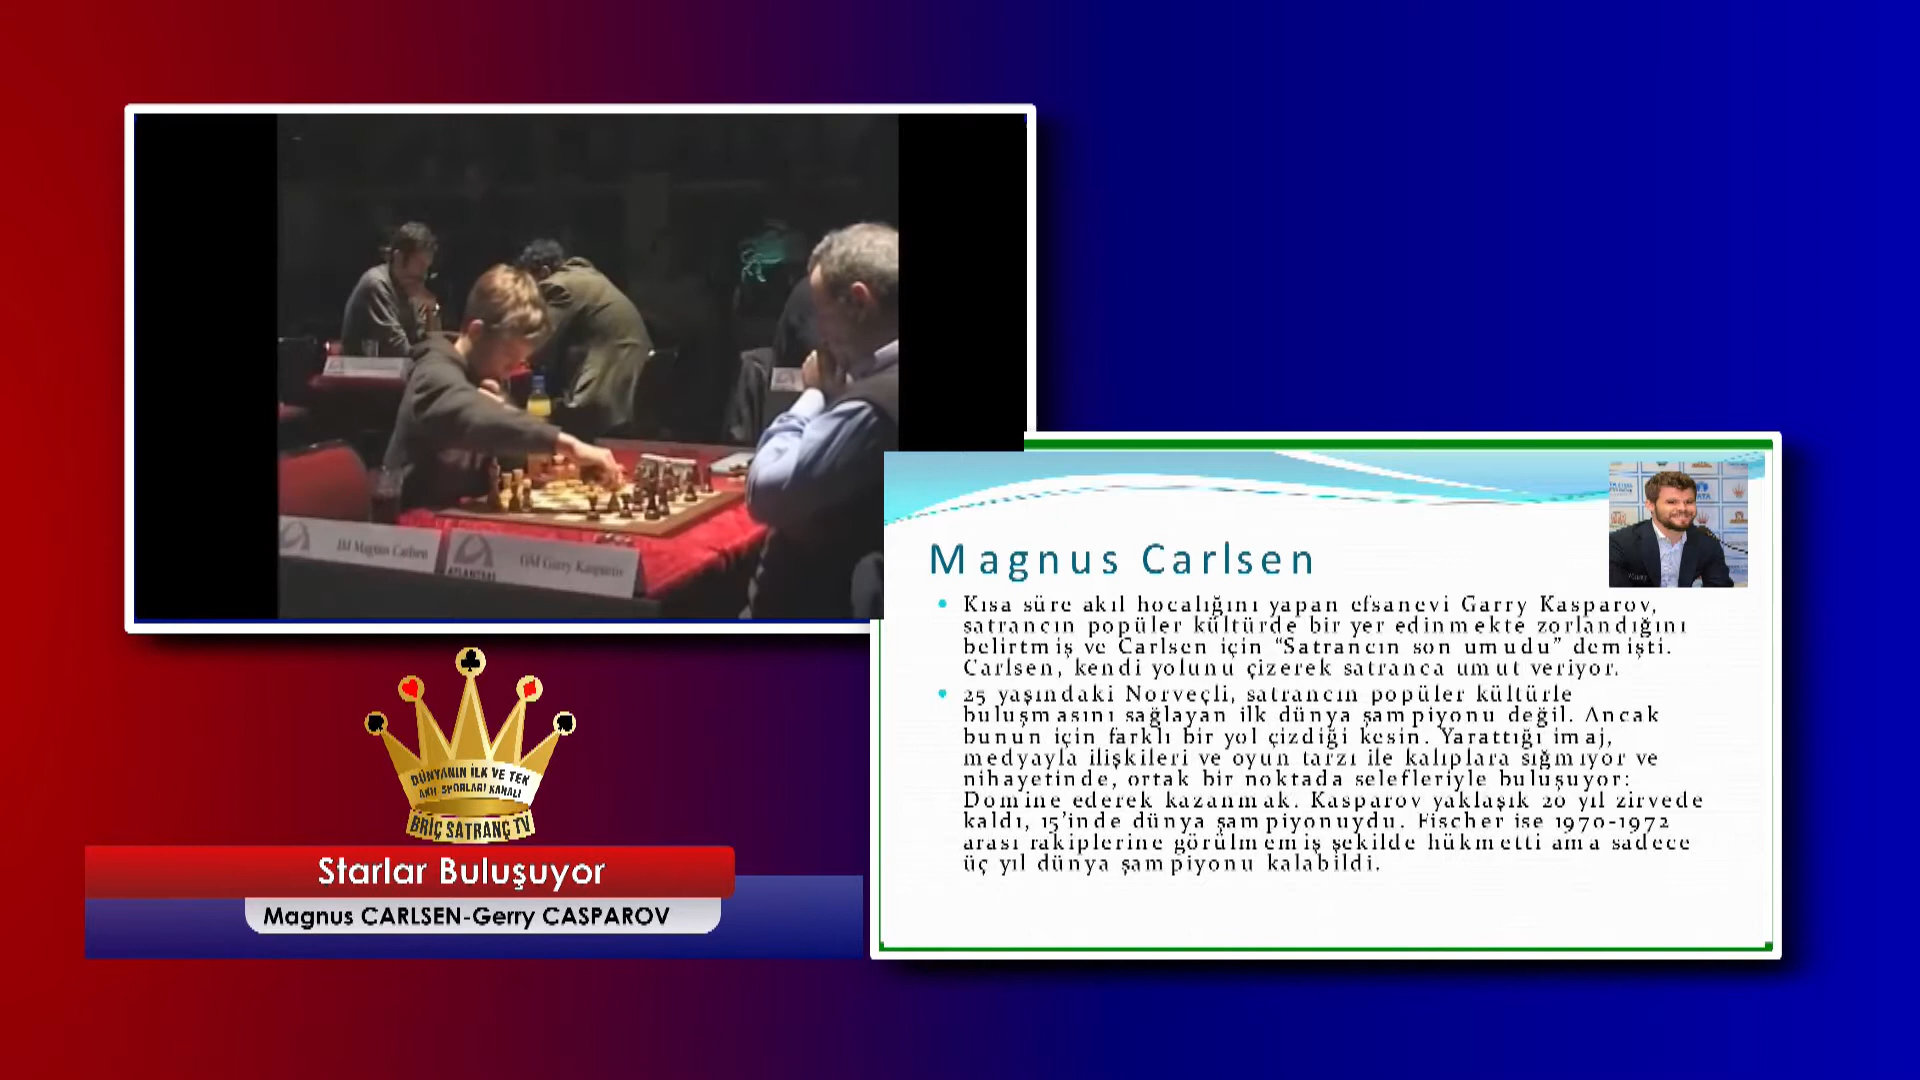 IM Magnus Carlsen
GM Garry Kasparov
Magnus Carlsen
Kısa süre akıl hocalığını yapan efsanevi Garry Kasparov,
satrancın popüler kültürde bir yer edinmekte zorlandığını
belirtmiş ve Carlsen için “Satrancın son umudu” demişti.
Carlsen, kendi yolunu çizerek satranca umut veriyor.
25 yaşındaki Norveçli, satrancın popüler kültürle
buluşmasını sağlayan ilk dünya şampiyonu değil. Ancak
bunun için farklı bir yol çizdiği kesin. Yarattığı imaj,
medyayla ilişkileri ve oyun tarzı ile kalıplara sığmıyor ve
nihayetinde, ortak bir noktada selefleriyle buluşuyor:
Domine ederek kazanmak. Kasparov yaklaşık 20 yıl zirvede
kaldı, 15’inde dünya şampiyonuydu. Fischer ise 1970-1972
arası rakiplerine görülmemiş şekilde hükmetti ama sadece
üç yıl dünya şampiyonu kalabildi.
DÜNYANIN İLK VE TEK
AKIL SPORLARI KANALI
BRİÇ SATRANÇ TV
Starlar Buluşuyor
Magnus CARLSEN-Gerry CASPAROV